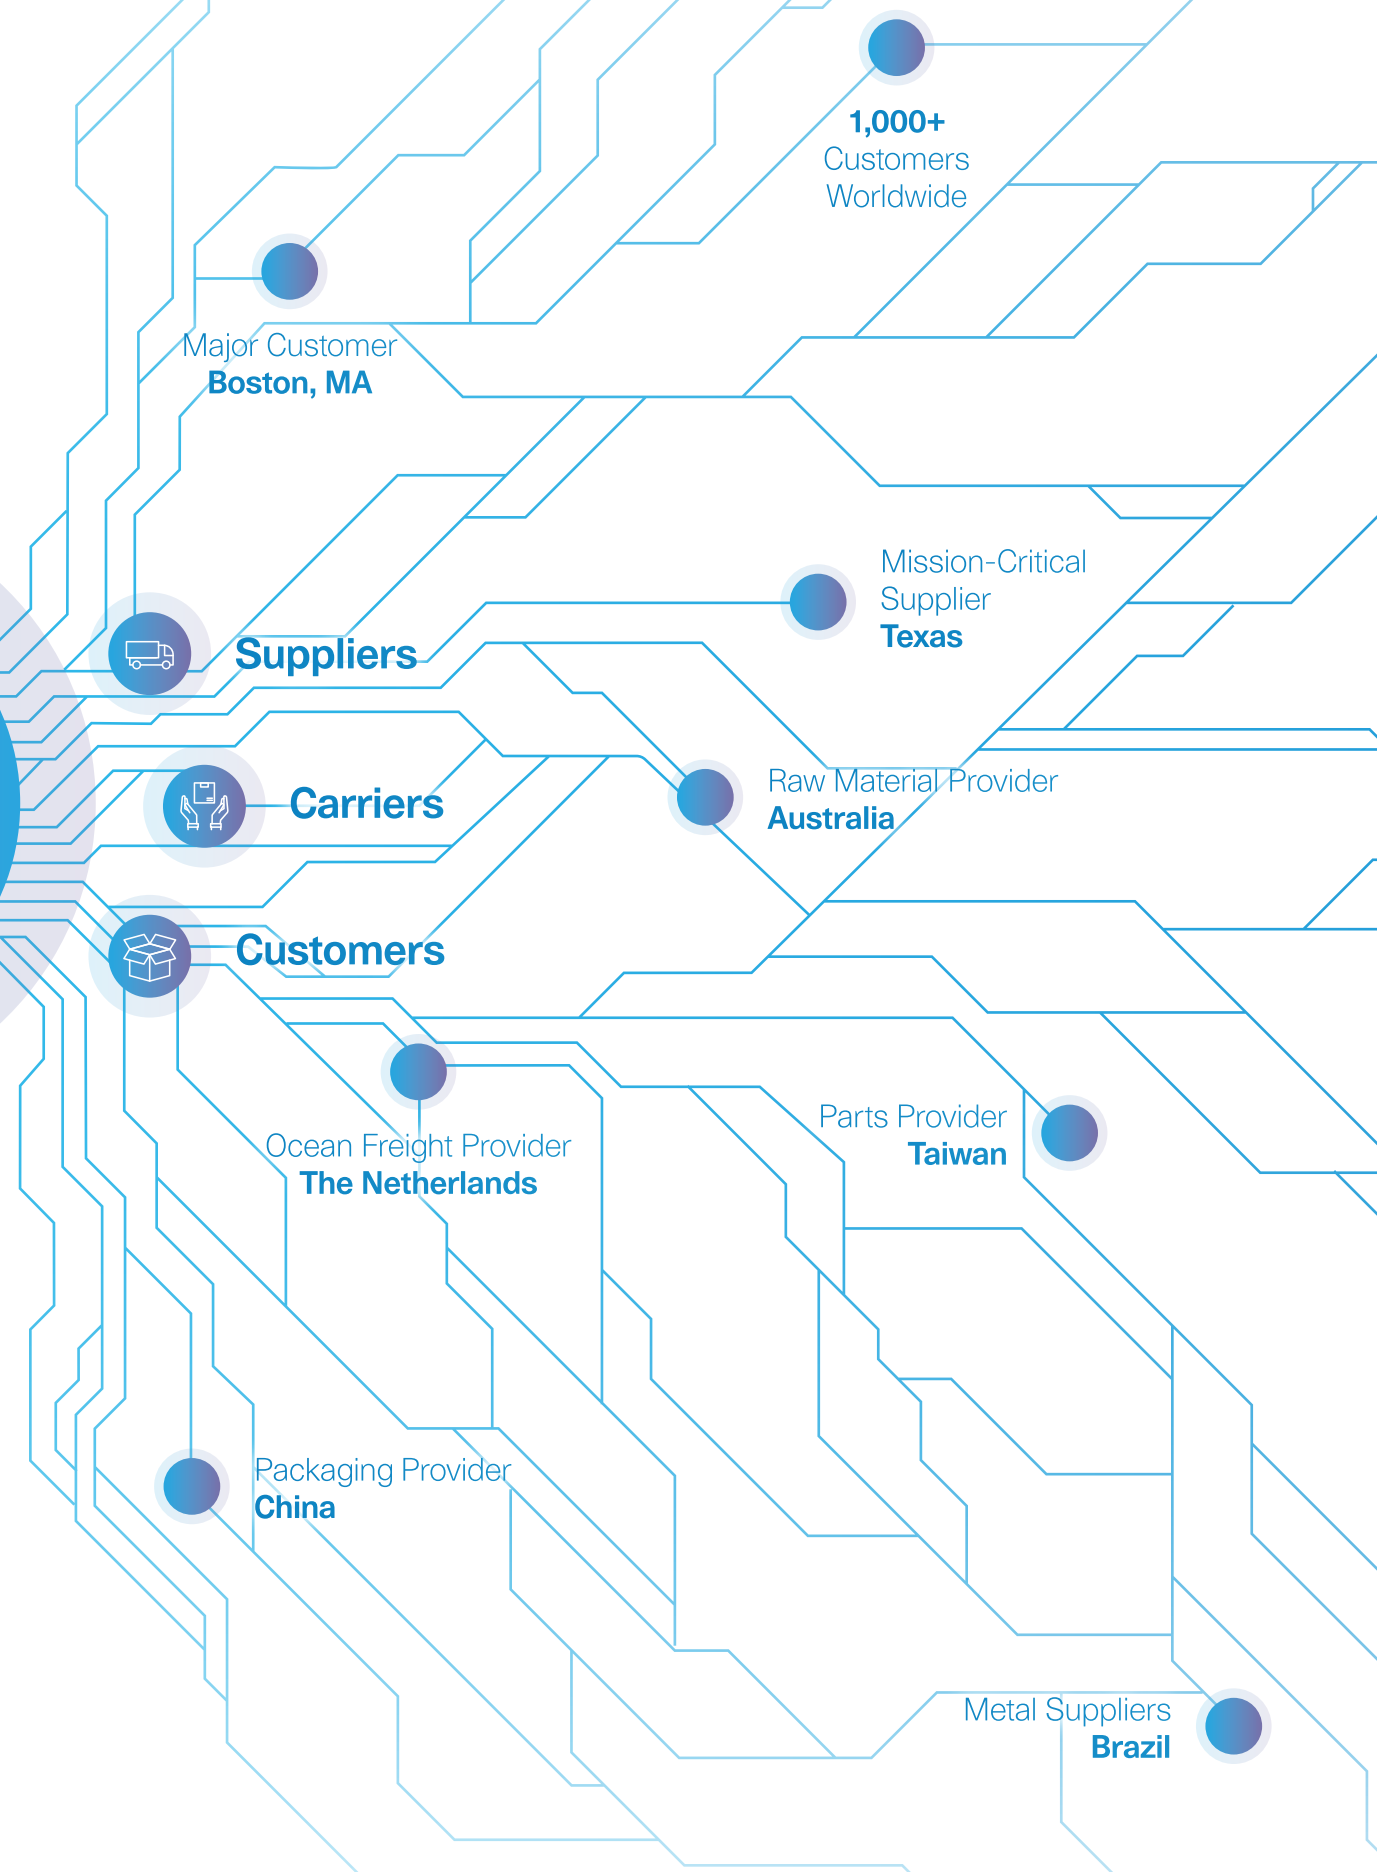 1,000+
Customers
Worldwide
Major Customer
Boston, MA
Mission-Critical
Supplier
Texas
Suppliers
Raw Material Provider
Australia
Carriers
Customers
Parts Provider
Taiwan
Ocean Freight Provider
The Netherlands
Packaging Provider
China
Metal Suppliers
Brazil